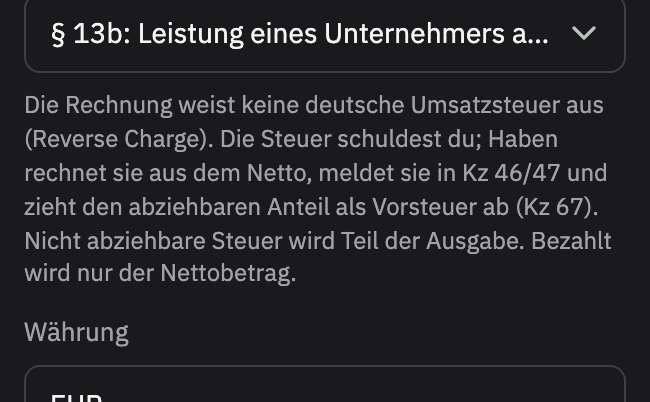 § 13b: Leistung eines Unternehmers a...
Die Rechnung weist keine deutsche Umsatzsteuer aus
(Reverse Charge). Die Steuer schuldest du; Haben
rechnet sie aus dem Netto, meldet sie in Kz 46/47 und
zieht den abziehbaren Anteil als Vorsteuer ab (Kz 67).
Nicht abziehbare Steuer wird Teil der Ausgabe. Bezahlt
wird nur der Nettobetrag.
Währung
EUR